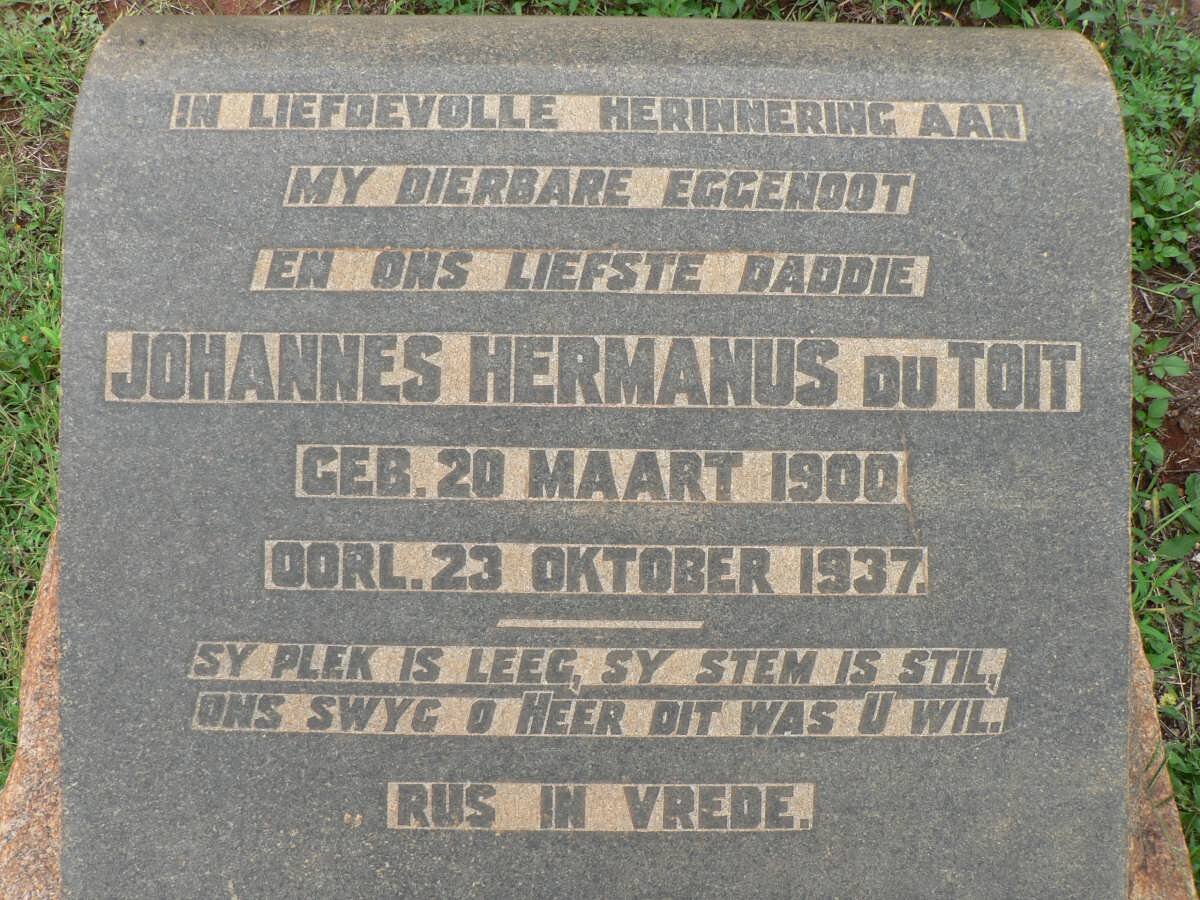 IN LIEFDEVOLLE HERINNERING AAN
MY DIERBARE EGGENOOT
EN ONS LIEFSTE DADDIE
JOHANNES HERMANUS DU TOIT
GEB. 20 MAART 1900
OORL. 23 OKTOBER 1937.
SY PLEK IS LEEG, SY STEM IS STIL,
ONS SWYG O HEER DIT WAS U WIL.
RUS IN VREDE.